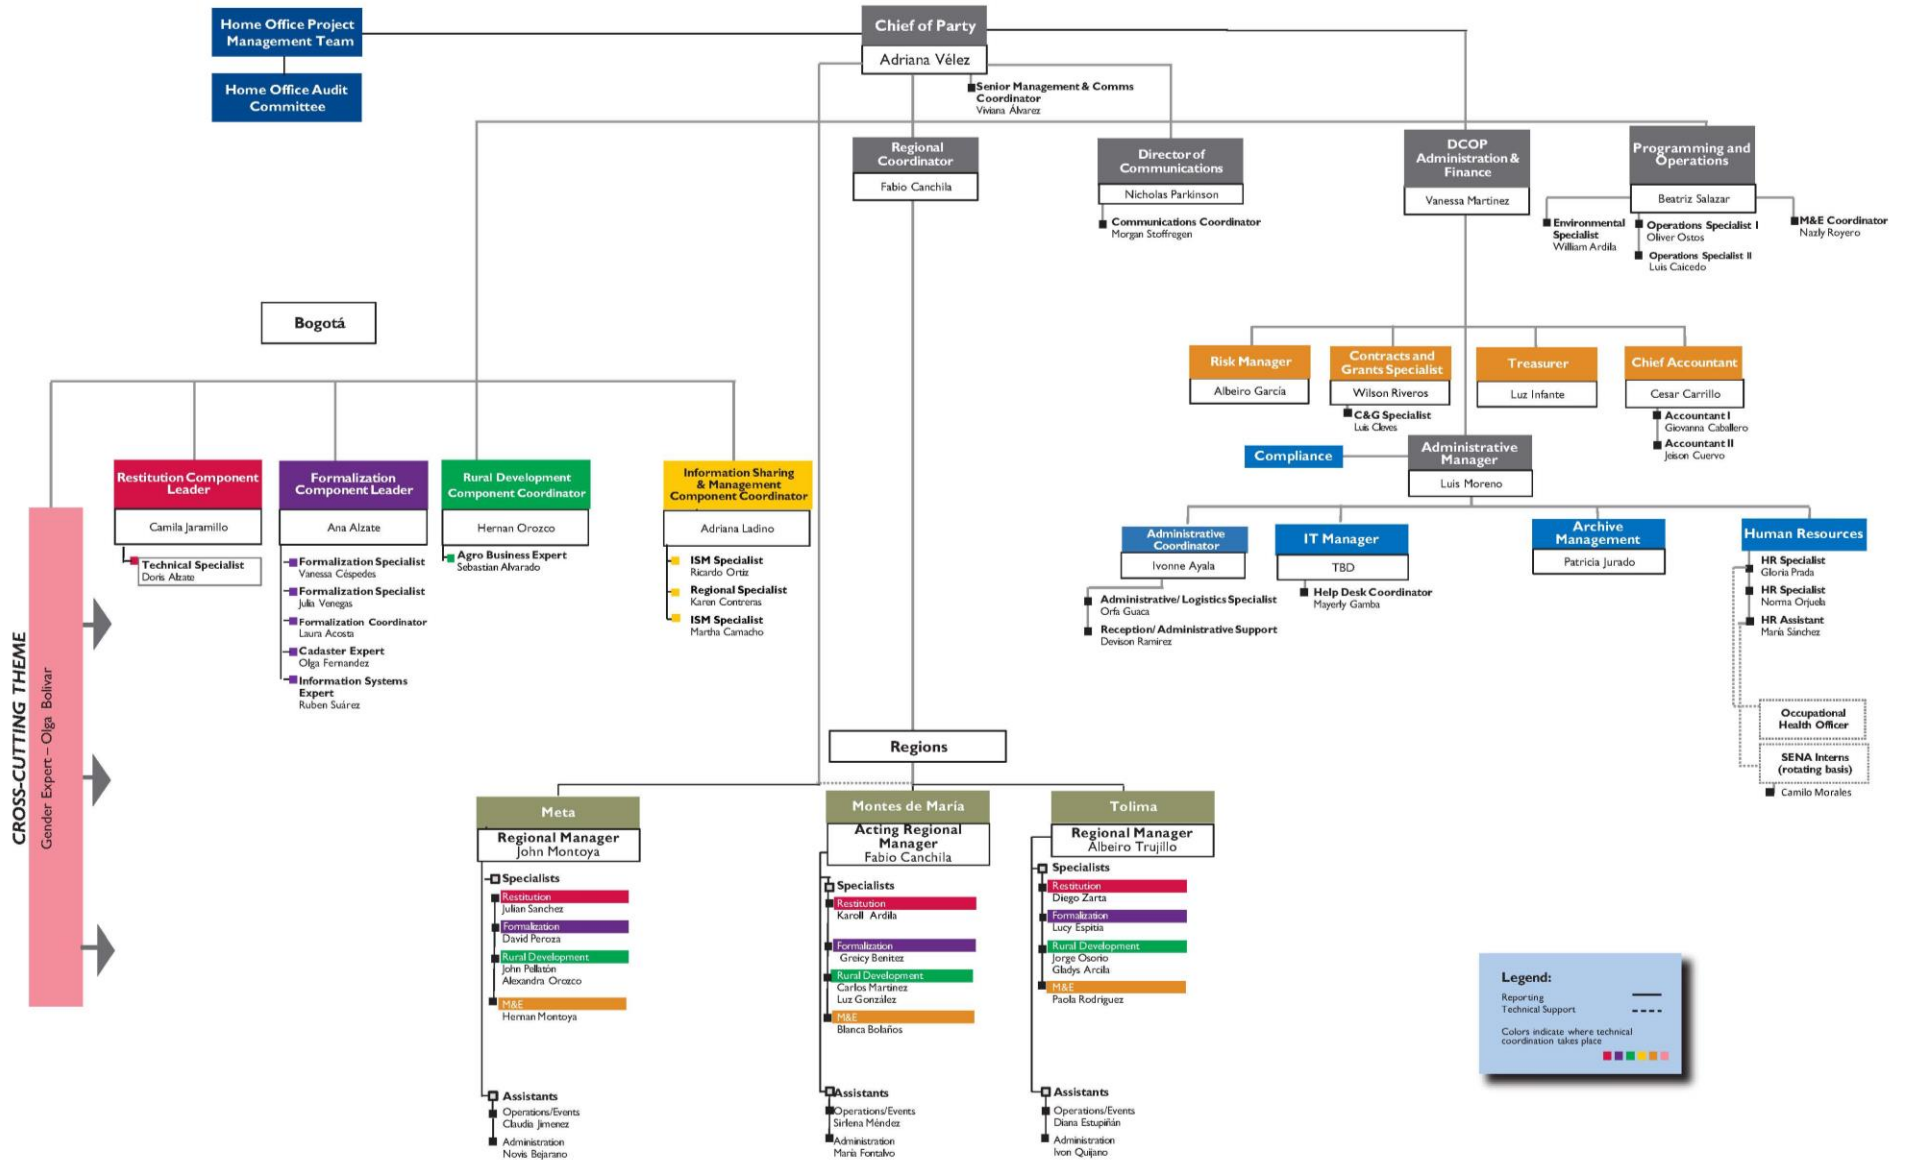 Home Office Project
Management Team
Home Office Audit
Committee
Chief of Party
Adriana Vélez
Senior Management & Comms
Coordinator
Viviana Álvarez
Regional
Coordinator
Fabio Canchila
Director of
Communications
Nicholas Parkinson
Communications Coordinator
Morgan Stoffregen
DCOP
Administration &
Finance
Vanessa Martinez
Programming and
Operations
Beatriz Salazar
Environmental
Specialist
William Ardila
Operations Specialist I
Oliver Ostos
Operations Specialist II
Luis Caicedo
M&E Coordinator
Nazly Royero
Bogotá
Risk Manager
Albeiro García
Contracts and
Grants Specialist
Wilson Riveros
C&G Specialist
Luis Cleves
Treasurer
Luz Infante
Chief Accountant
Cesar Carrillo
Accountant I
Giovanna Caballero
Accountant II
Jeison Cuervo
Compliance
Administrative
Manager
Luis Moreno
Restitution Component
Leader
Camila Jaramillo
Technical Specialist
Doris Alzate
Formalization
Component Leader
Ana Alzate
Formalization Specialist
Vanessa Céspedes
Formalization Specialist
Julia Venegas
Formalization Coordinator
Laura Acosta
Cadaster Expert
Olga Fernandez
Information Systems
Expert
Ruben Suárez
Rural Development
Component Coordinator
Hernan Orozco
Agro Business Expert
Sebastian Alvarado
Information Sharing
& Management
Component Coordinator
Adriana Ladino
ISM Specialist
Ricardo Ortiz
Regional Specialist
Karen Contreras
ISM Specialist
Martha Camacho
Administrative
Coordinator
Ivonne Ayala
Administrative/ Logistics Specialist
Orfa Guaca
Reception/ Administrative Support
Devison Ramirez
IT Manager
TBD
Help Desk Coordinator
Mayerly Gamba
Archive
Management
Patricia Jurado
Human Resources
HR Specialist
Gloria Prada
HR Specialist
Norma Orjuela
HR Assistant
María Sánchez
Occupational
Health Officer
SENA Interns
(rotating basis)
Camilo Morales
CROSS-CUTTING THEME
Gender Expert – Olga Bolivar
Regions
Meta
Regional Manager
John Montoya
Specialists
Restitution
Julian Sanchez
Formalization
David Peroza
Rural Development
John Pellatón
Alexandra Orozco
M&E
Hernan Montoya
Assistants
Operations/Events
Claudia Jimenez
Administration
Novis Bejarano
Montes de María
Acting Regional
Manager
Fabio Canchila
Specialists
Restitution
Karoll Ardila
Formalization
Greicy Benitez
Rural Development
Carlos Martinez
Luz González
M&E
Blanca Bolaños
Assistants
Operations/Events
Sirlena Méndez
Administration
María Fontalvo
Tolima
Regional Manager
Albeiro Trujillo
Specialists
Restitution
Diego Zarta
Formalization
Lucy Espitia
Rural Development
Jorge Osorio
Gladys Arcila
M&E
Paola Rodriguez
Assistants
Operations/Events
Diana Estupiñán
Administration
Ivon Quijano
Legend:
Reporting
Technical Support
Colors indicate where technical
coordination takes place